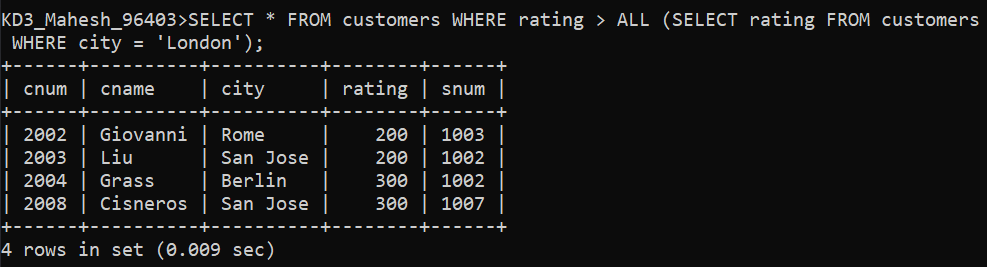 KD3_Mahesh_96403>SELECT * FROM customers WHERE rating > ALL (SELECT rating FROM customers
 WHERE city = 'London');
+------+----------+----------+--------+------+
| cnum | cname    | city     | rating | snum |
+------+----------+----------+--------+------+
| 2002 | Giovanni | Rome     |    200 | 1003 |
| 2003 | Liu      | San Jose |    200 | 1002 |
| 2004 | Grass    | Berlin   |    300 | 1002 |
| 2008 | Cisneros | San Jose |    300 | 1007 |
+------+----------+----------+--------+------+
4 rows in set (0.009 sec)